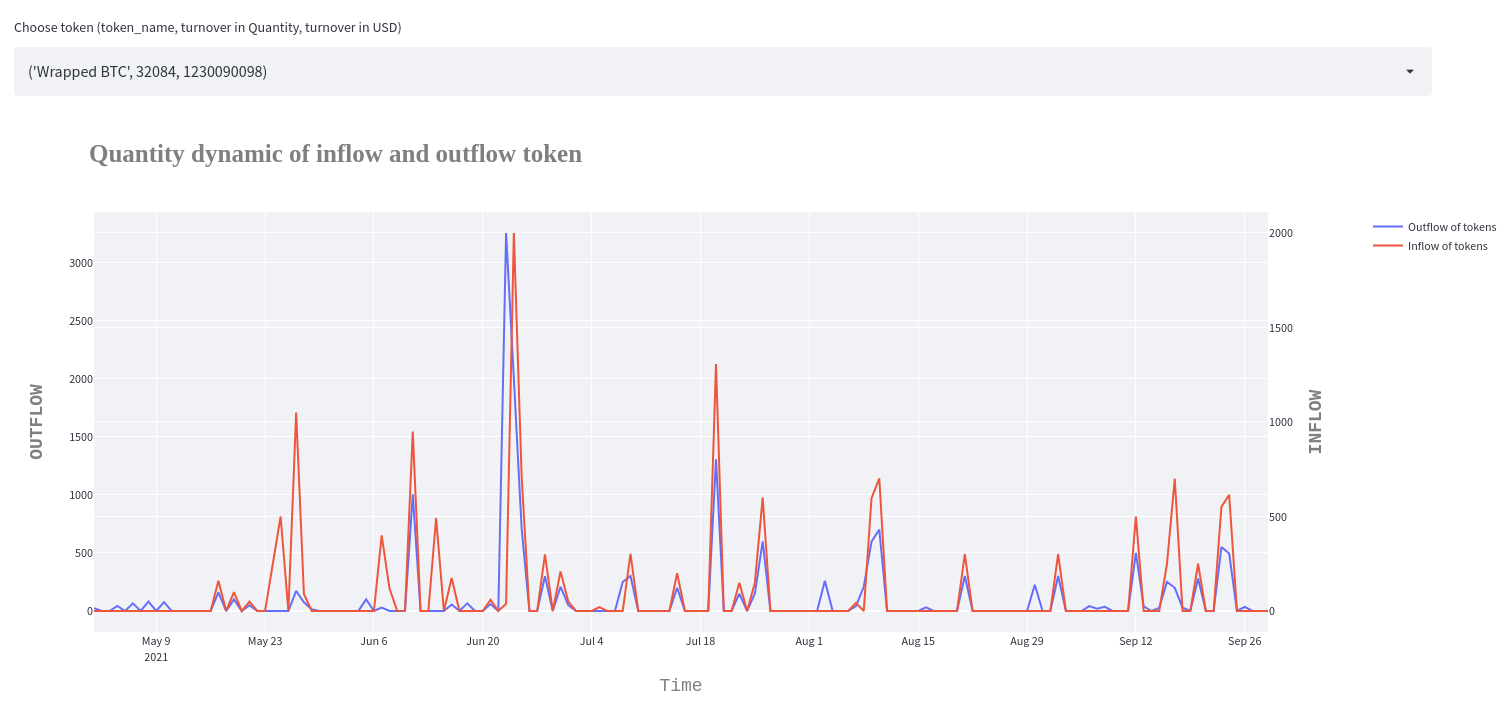 Choose token (token_name, turnover in Quantity, turnover in USD)
('Wrapped BTC', 32084, 1230090098)
Quantity dynamic of inflow and outflow token
Outflow of tokens
Inflow of tokens
OUTFLOW
3000
2500
2000
1500
1000
500
0
2000
1500
1000
500
0
INFLOW
May 9 May 23 Jun 6 Jun 20 Jul 4 Jul 18 Aug 1 Aug 15 Aug 29 Sep 12 Sep 26
2021
Time